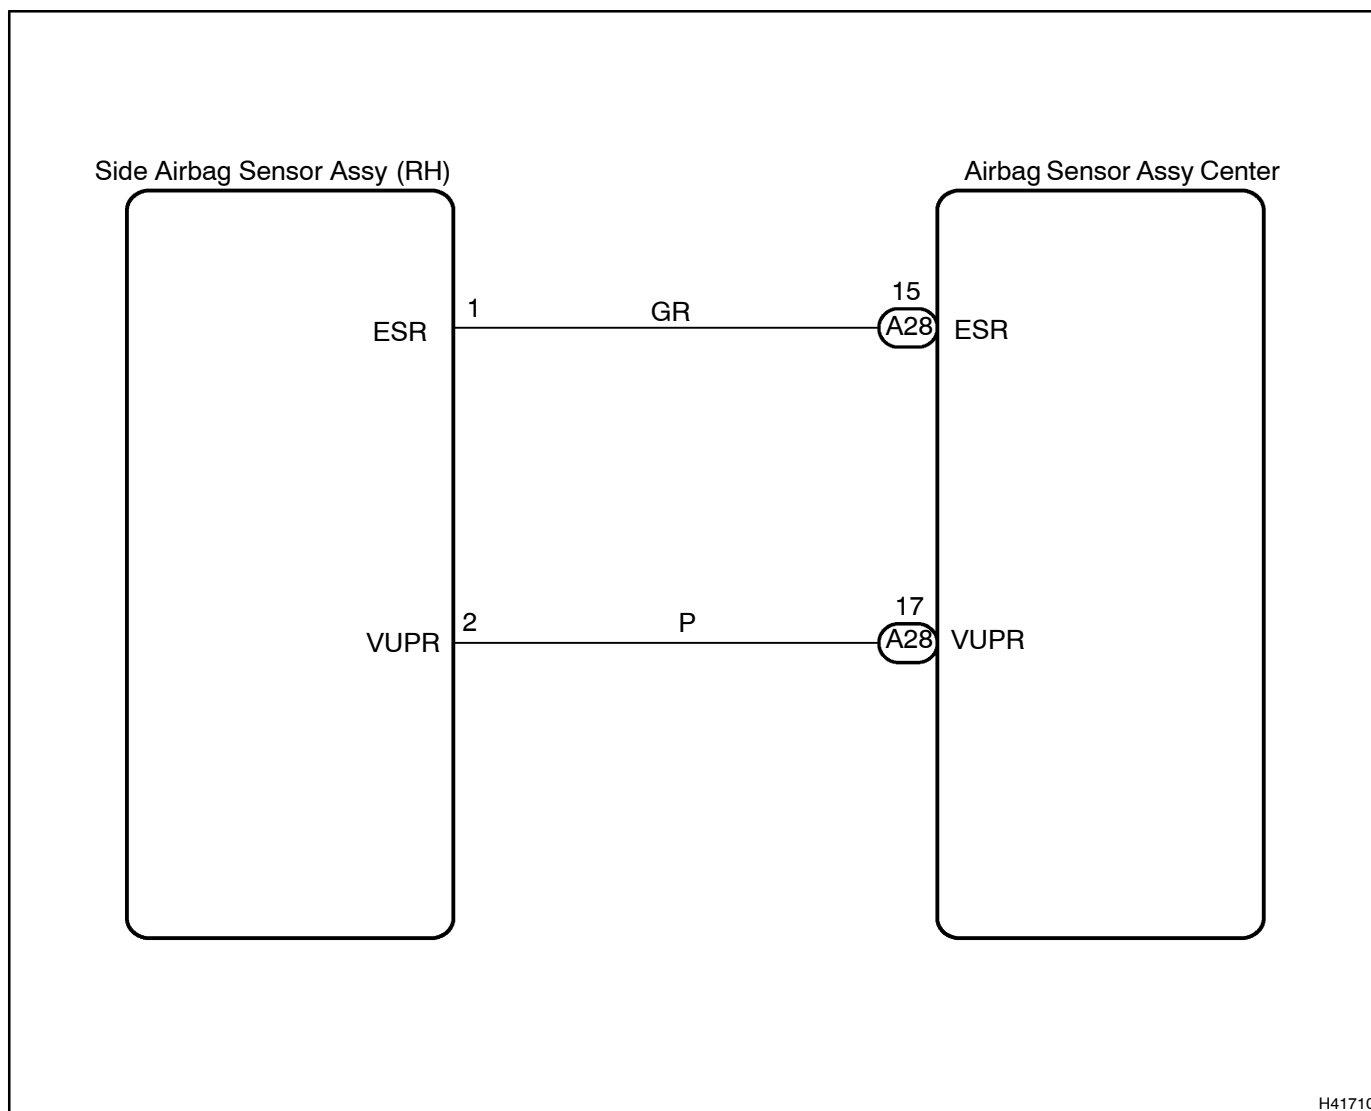 Side Airbag Sensor Assy (RH)
Airbag Sensor Assy Center
15
1
GR
A28
ESR
ESR
17
2
P
A28
VUPR
VUPR